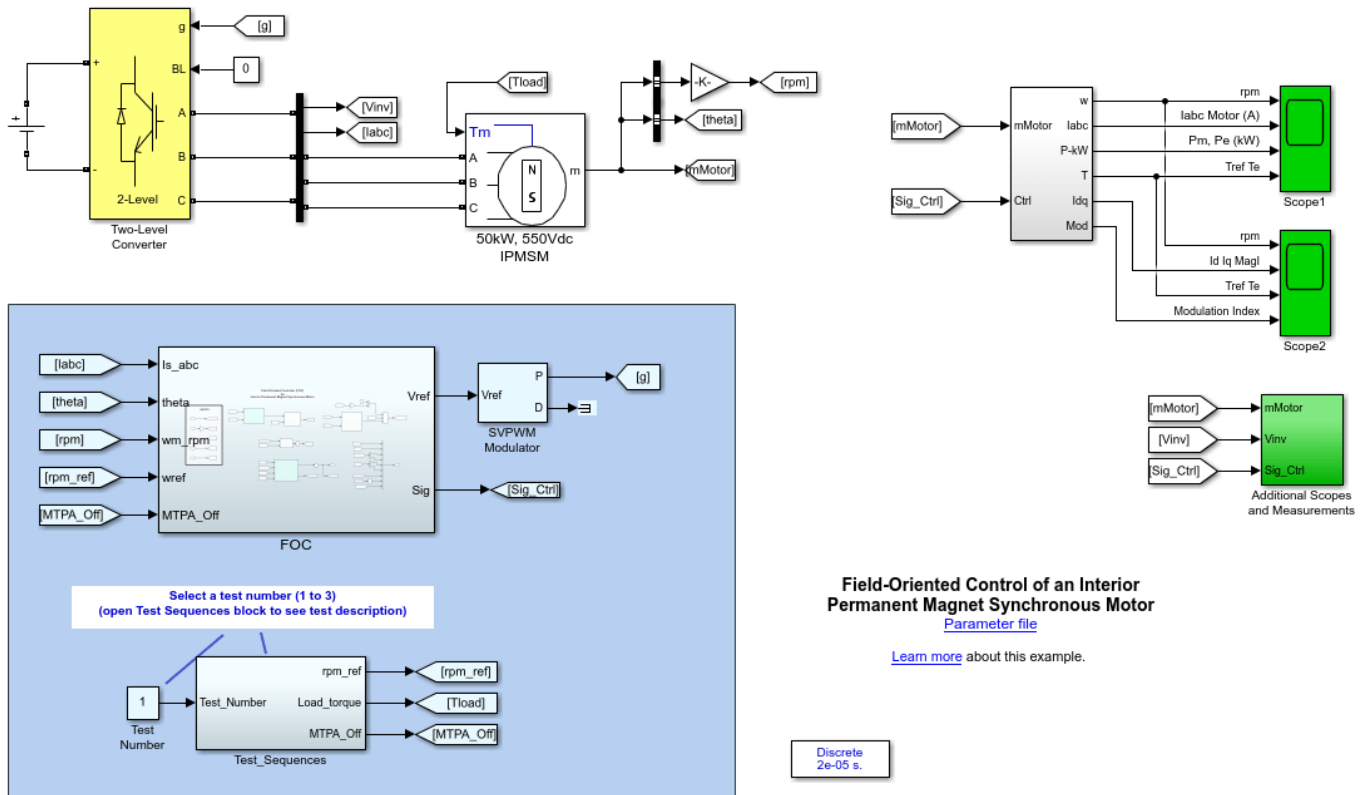 g
[g]
BL
0
+
-
+
A
B
C
2-Level
Two-Level
Converter
[Vinv]
[Iabc]
[Tload]
Tm
A
B
C
N
S
m
50kW, 550Vdc
IPMSM
-K-
[rpm]
[theta]
[mMotor]
[mMotor]
[Sig_Ctrl]
mMotor
Ctrl
w
Iabc
P-kW
T
Idq
Mod
rpm
Iabc Motor (A)
Pm, Pe (kW)
Tref Te
Scope1
rpm
Id Iq MagI
Tref Te
Modulation Index
Scope2
[Iabc]
[theta]
[rpm]
[rpm_ref]
[MTPA_Off]
Is_abc
theta
wm_rpm
wref
MTPA_Off
Vref
Sig
FOC
Vref
P
D
SVPWM
Modulator
[g]
[Sig_Ctrl]
[mMotor]
[Vinv]
[Sig_Ctrl]
mMotor
Vinv
Sig_Ctrl
Additional Scopes
and Measurements
Select a test number (1 to 3)
(open Test Sequences block to see test description)
1
Test
Number
Test_Number
rpm_ref
Load_torque
MTPA_Off
Test_Sequences
[rpm_ref]
[Tload]
[MTPA_Off]
Field-Oriented Control of an Interior
Permanent Magnet Synchronous Motor
Parameter file
Learn more about this example.
Discrete
2e-05 s.